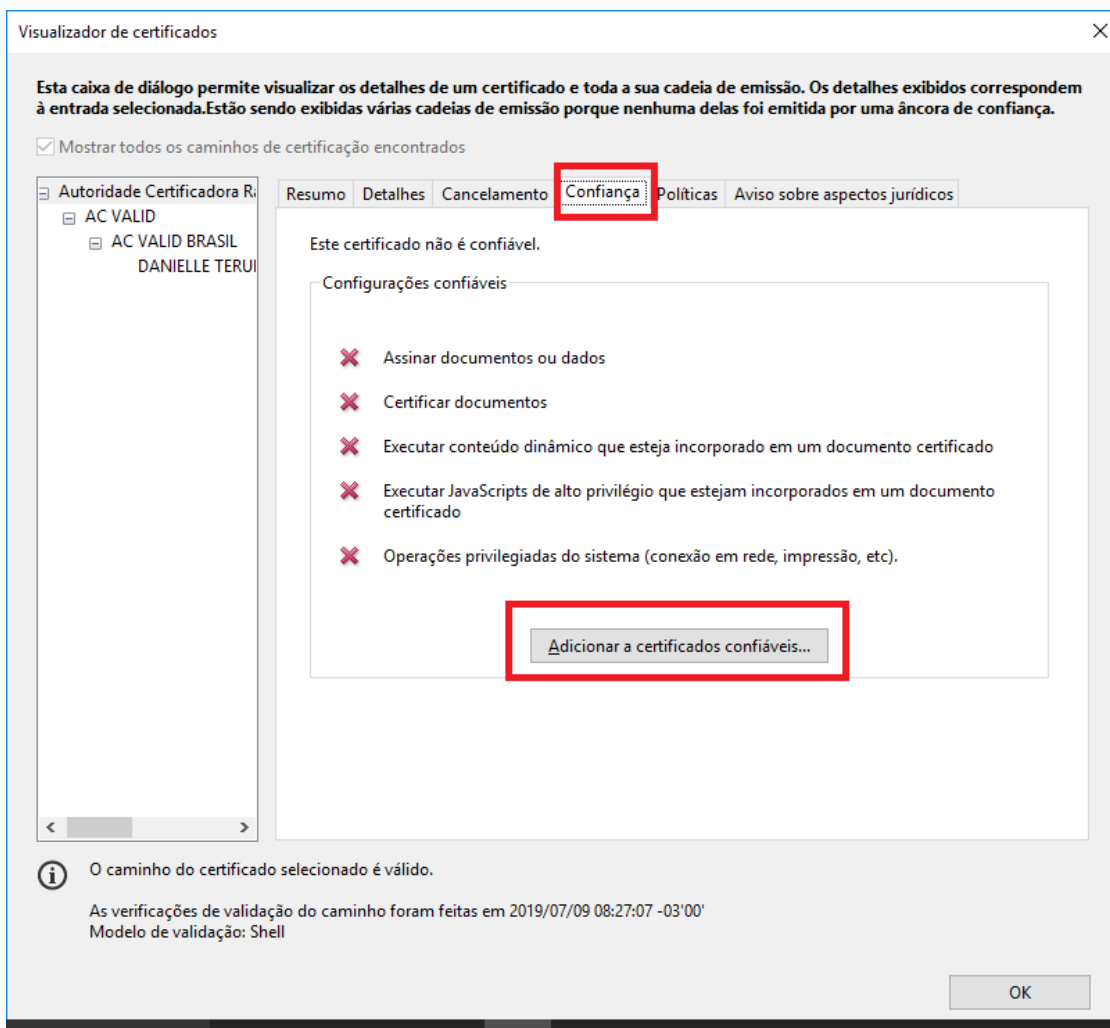 Visualizador de certificados
Esta caixa de diálogo permite visualizar os detalhes de um certificado e toda a sua cadeia de emissão. Os detalhes exibidos correspondem
à entrada selecionada.Estão sendo exibidas várias cadeias de emissão porque nenhuma delas foi emitida por uma âncora de confiança.
Mostrar todos os caminhos de certificação encontrados
Autoridade Certificadora
AC VALID
AC VALID BRASIL
DANIELLE
Resumo Detalhes Cancelamento Confiança Políticas Aviso sobre aspectos jurídicos
Este certificado não é confiável.
Configurações confiáveis
Assinar documentos ou dados
Certificar documentos
Executar conteúdo dinâmico que esteja incorporado em um documento certificado
Executar JavaScripts de alto privilégio que estejam incorporados em um documento
certificado
Operações privilegiadas do sistema (conexão em rede, impressão, etc).
Adicionar a certificados confiáveis...
O caminho do certificado selecionado é válido.
As verificações de validação do caminho foram feitas em 2019/07/09 08:27:07 -03'00'
Modelo de validação: Shell
OK